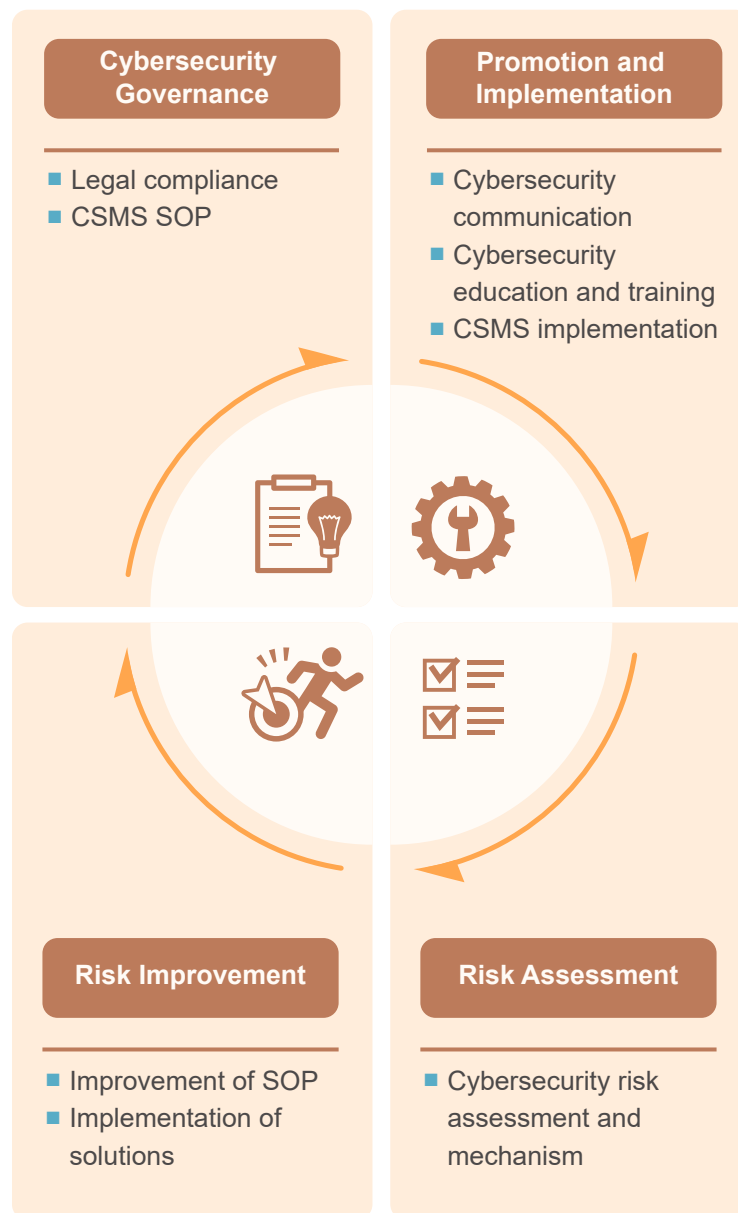 Cybersecurity
Governance
Legal compliance
CSMS SOP
Promotion and
Implementation
Cybersecurity
communication
Cybersecurity
education and training
CSMS implementation
Risk Improvement
Improvement of SOP
Implementation of
solutions
Risk Assessment
Cybersecurity risk
assessment and
mechanism